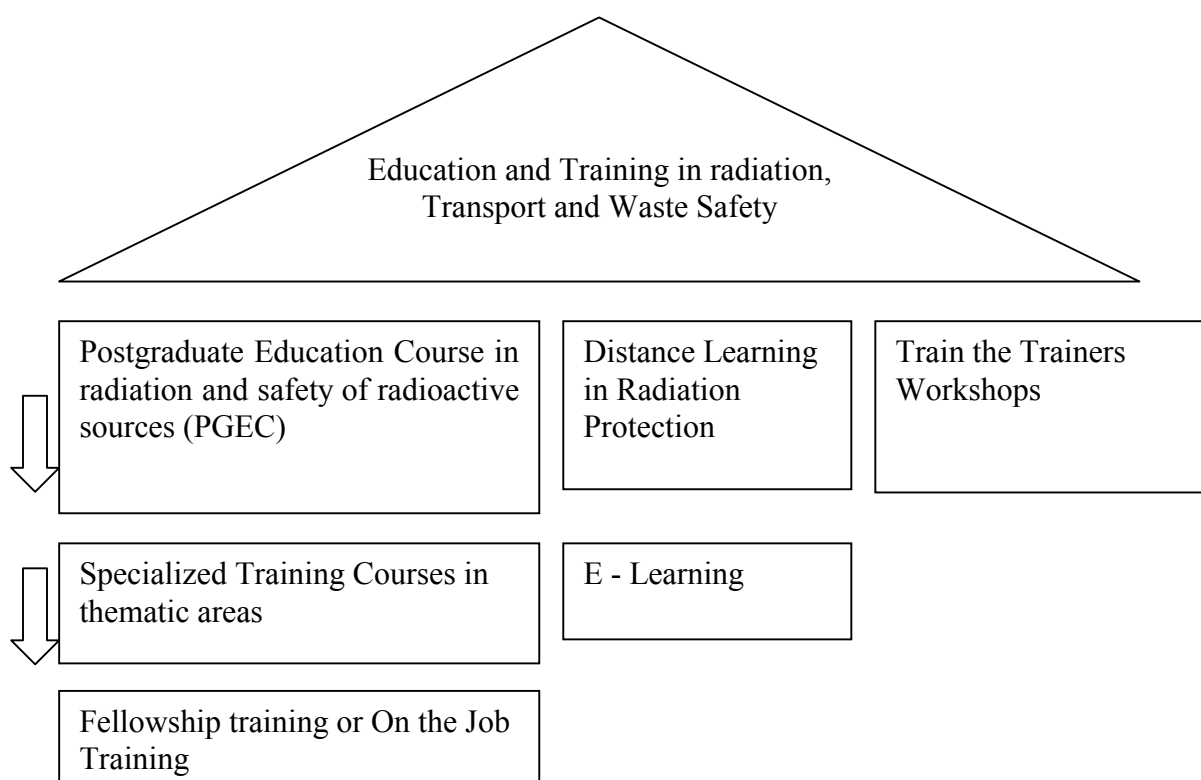 Education and Training in radiation,
Transport and Waste Safety
Postgraduate Education Course in
radiation and safety of radioactive
sources (PGEC)
Distance Learning
in Radiation
Protection
Train the Trainers
Workshops
Specialized Training Courses in
thematic areas
E - Learning
Fellowship training or On the Job
Training